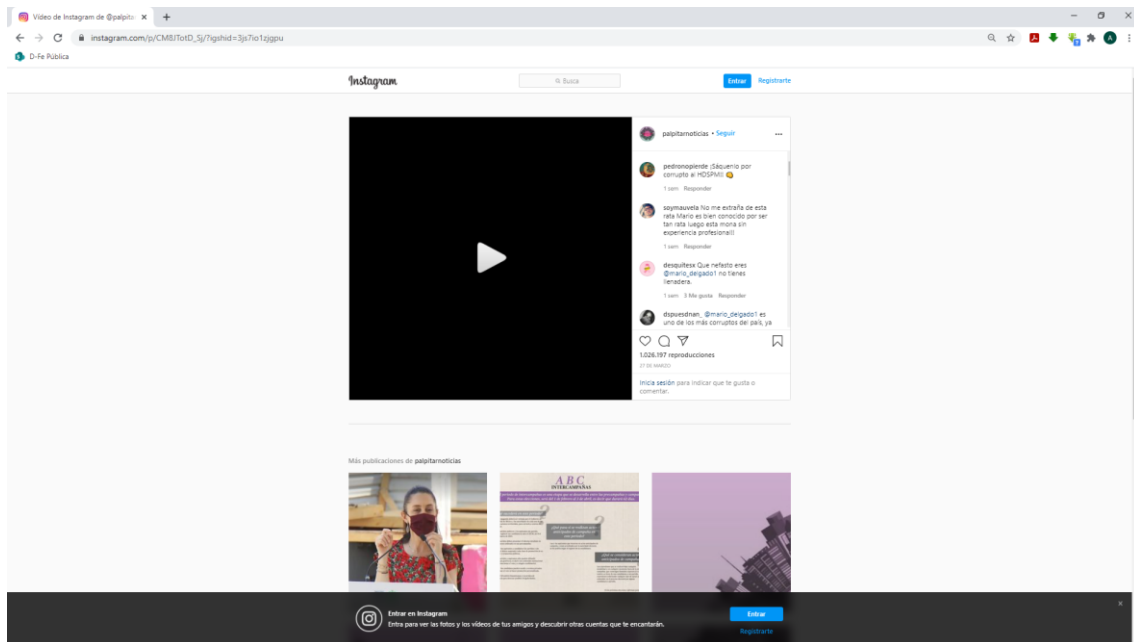 Vídeo de Instagram de @palpita
instagram.com/p/CM8JTotD_Sj/?igshid=3js7io1zjgpu
A
D-Fe Pública
Instagram
Busca
Entrar
Registrarte
palpitarnoticias • Seguir
pedronopierde ¡Sáquenlo por
corrupto al HDSPM!!
1 sem Responder
soymauvela No me extraña de esta
rata Mario es bien conocido por ser
tan rata luego esta mona sin
experiencia profesional!!
1 sem Responder
desquitesx Que nefasto eres
@mario_delgado1 no tienes
llenadera.
1 sem 3 Me gusta Responder
dspuesdnan_ @mario_delgado1 es
uno de los más corruptos del país, ya
1.026.197 reproducciones
27 DE MARZO
Inicia sesión para indicar que te gusta o
comentar.
Más publicaciones de palpitarnoticias
A B C
INTERCAMPAÑAS
Entrar en Instagram
Entra para ver las fotos y los vídeos de tus amigos y descubrir otras cuentas que te encantarán.
Entrar
Registrarte